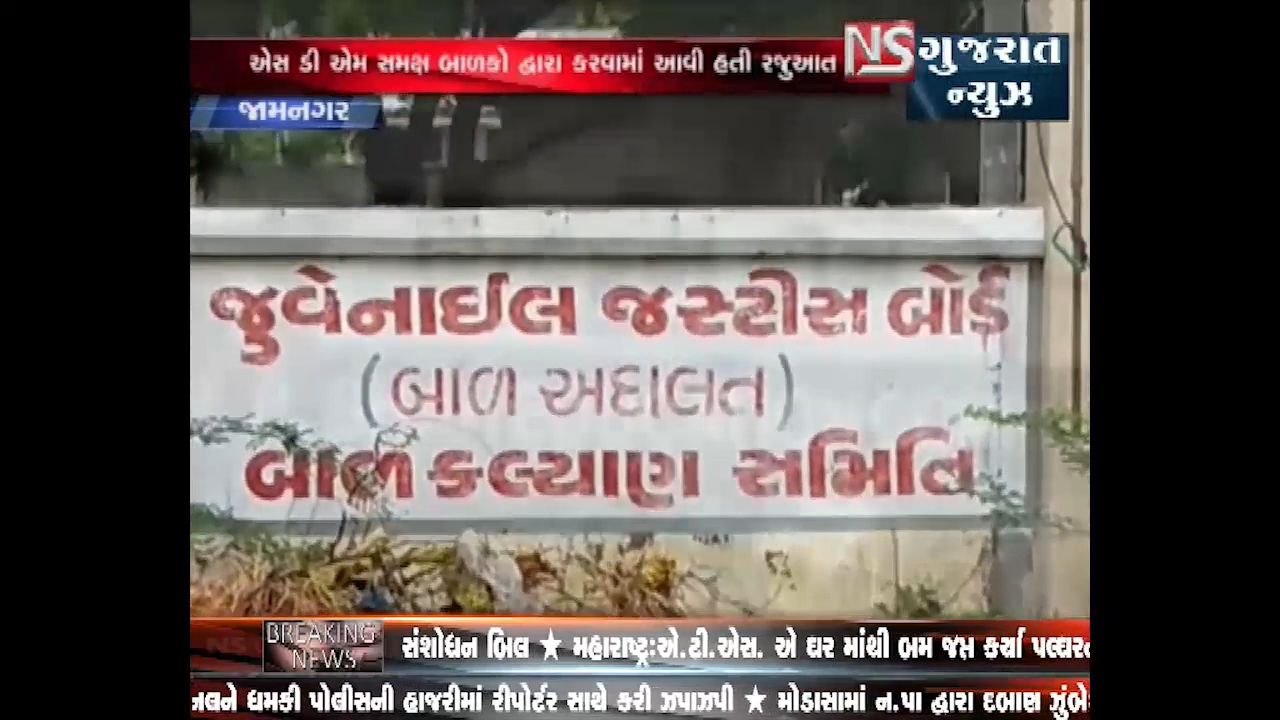 એસ ડી એમ સમક્ષ બાળકો દ્વારા કરવામાં આવી હતી રજુઆત
NS ગુજરાત
ન્યુઝ
જામનગર
જુવેનાઈલ જસ્ટીસ બોર્ડ
(બાળ અદાલત)
બાળ કલ્યાણ સમિતિ
BREAKING NEWS
સંશોધન બિલ ★ મહારાષ્ટ્રઃએ.ટી.એસ. એ ઘર માંથી બમ જપ્ત કર્ચા
ધમકી પોલીસની હાજરીમાં રીપોર્ટર સાથે કરી ઝપાઝપી ★ મોડાસામાં ન.પા દ્વારા દબાણ